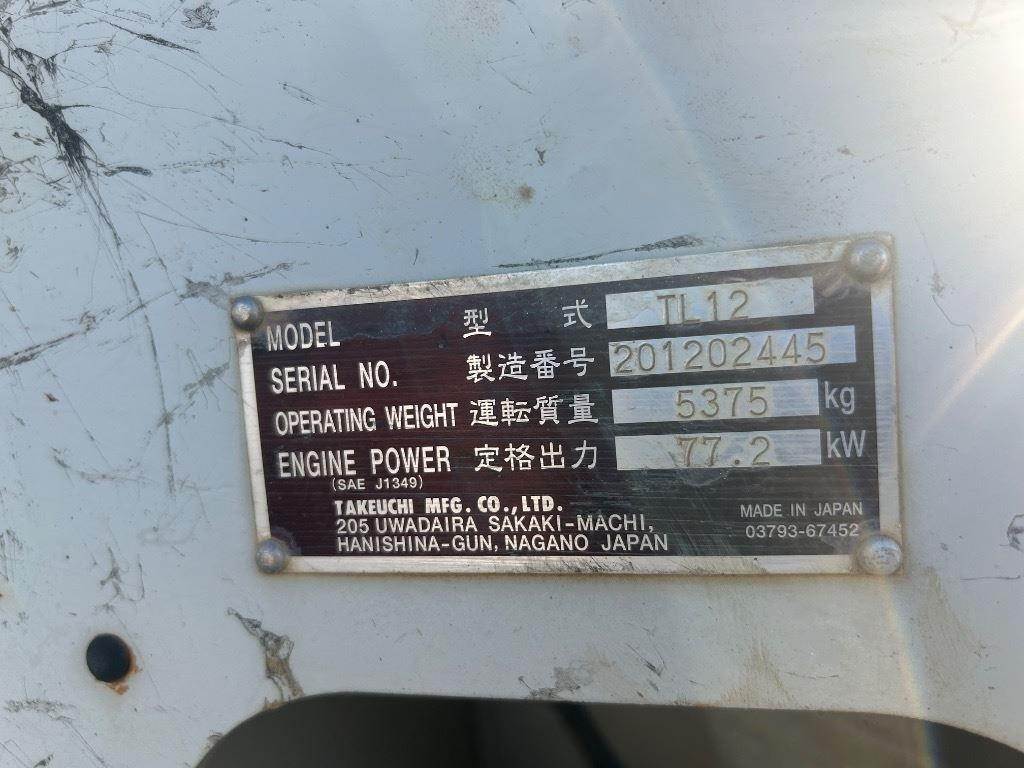 MODEL 型式 TL12
SERIAL NO. 製造番号 201202445
OPERATING WEIGHT 運転質量 5375 kg
ENGINE POWER 定格出力 77.2 kW
(SAE J1349)
TAKEUCHI MFG. CO., LTD.
205 UWADAIRA SAKAKI-MACHI,
HANISHINA-GUN, NAGANO JAPAN
MADE IN JAPAN
03793-67452